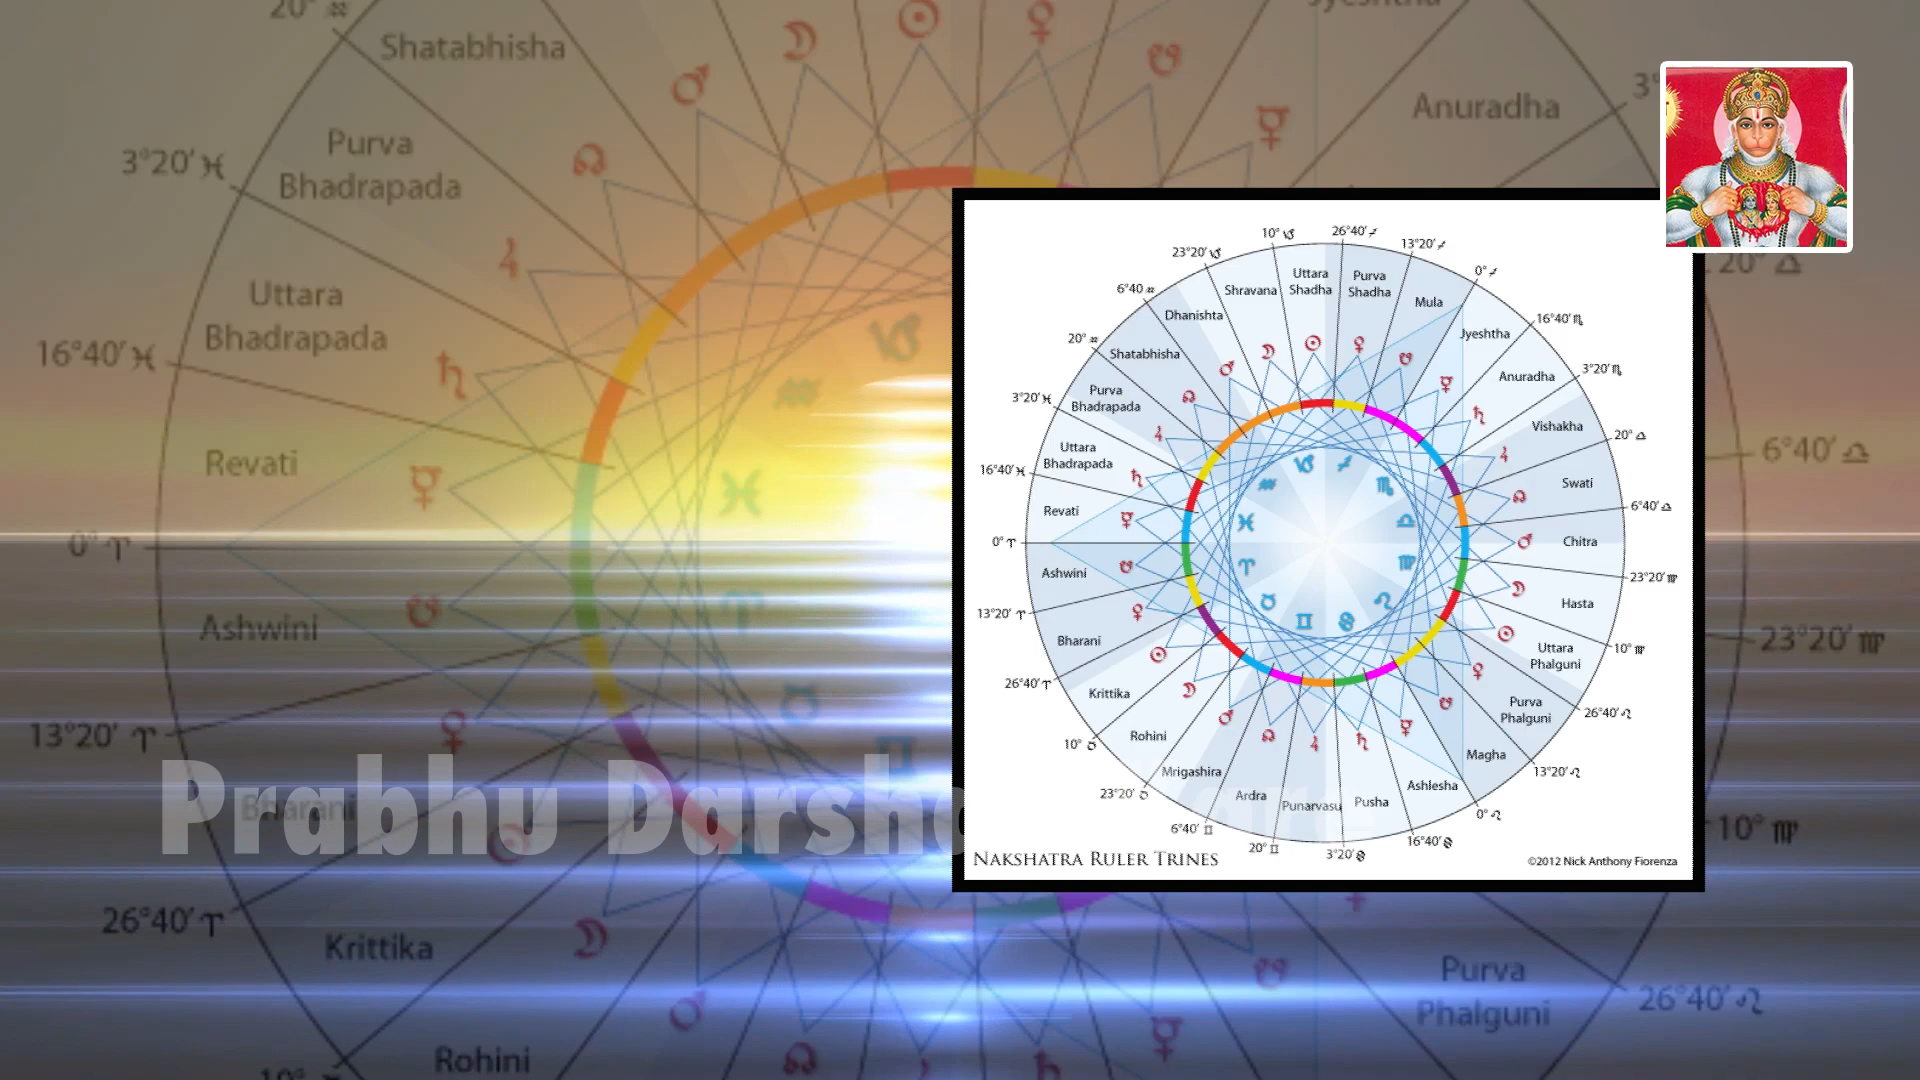 20° ♒
Shatabhisha
Jyeshtha
Anuradha
Purva
Bhadrapada
3°20' ♓
Uttara
Bhadrapada
16°40' ♓
Revati
0° ♈
Ashwini
13°20' ♈
Bharani
26°40' ♈
Krittika
Rohini
20° ♎
6°40' ♎
23°20' ♍
10° ♍
26°40' ♌
Purva
Phalguni
Prabhu Darsha
10° ♑
26°40' ♐
13°20' ♐
0° ♐
16°40' ♏
3°20' ♏
20° ♎
6°40' ♎
23°20' ♍
10° ♍
26°40' ♌
13°20' ♌
0° ♌
16°40' ♋
3°20' ♋
20° ♊
6°40' ♊
23°20' ♉
10° ♉
26°40' ♈
13°20' ♈
0° ♈
16°40' ♓
3°20' ♓
20° ♒
6°40 ♒
23°20' ♑
Shravana
Uttara
Shadha
Purva
Shadha
Mula
Jyeshtha
Anuradha
Vishakha
Swati
Chitra
Hasta
Uttara
Phalguni
Purva
Phalguni
Magha
Ashlesha
Pusha
Punarvasu
Ardra
Mrigashira
Rohini
Krittika
Bharani
Ashwini
Revati
Uttara
Bhadrapada
Purva
Bhadrapada
Shatabhisha
Dhanishta
Nakshatra Ruler Trines
©2012 Nick Anthony Fiorenza